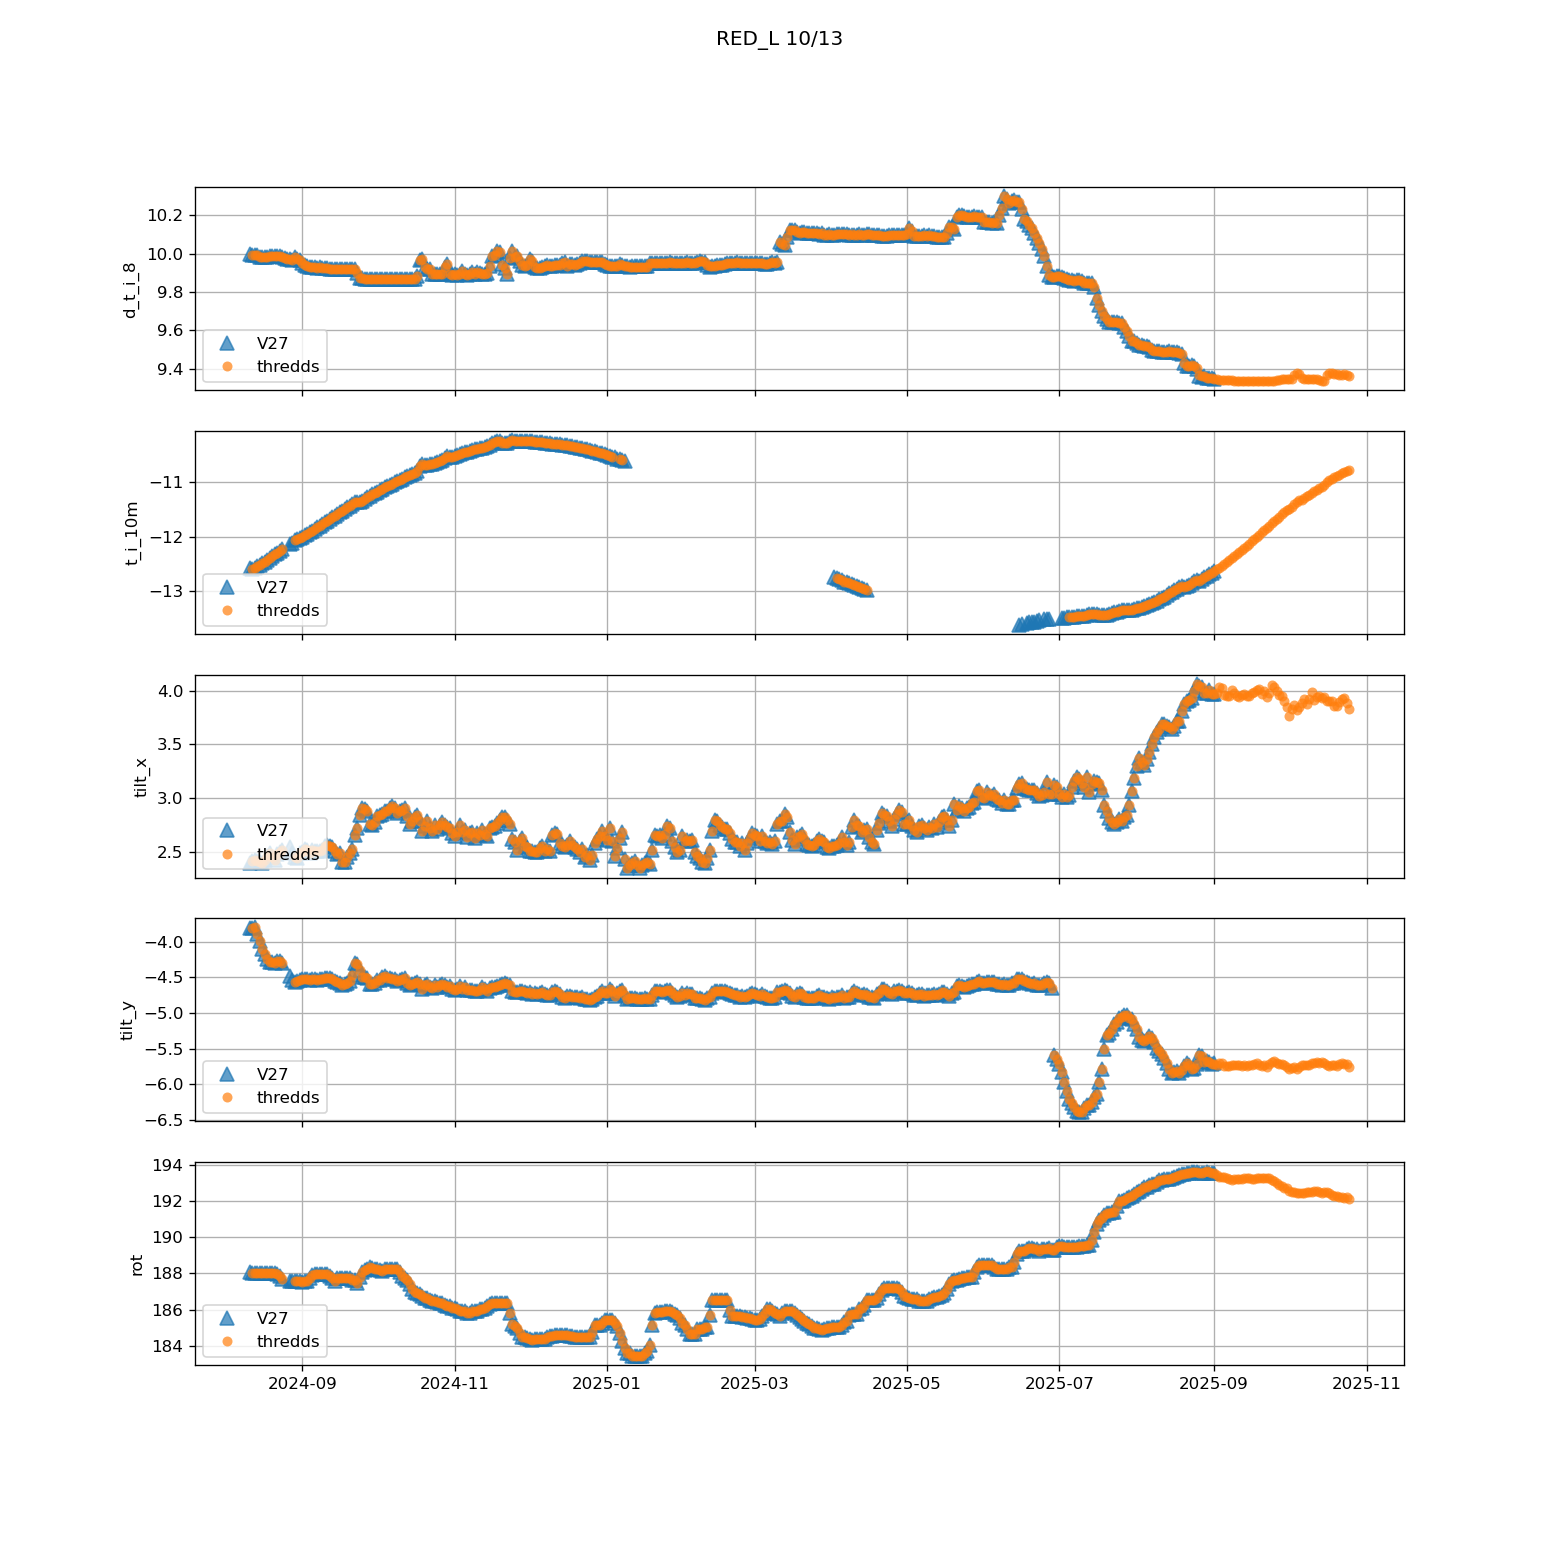 RED_L 10/13
d_t_i_8
10.2
10.0
9.8
9.6
9.4
V27
thredds
t_i_10m
−11
−12
−13
V27
thredds
tilt_x
4.0
3.5
3.0
2.5
V27
thredds
tilt_y
−4.0
−4.5
−5.0
−5.5
−6.0
−6.5
V27
thredds
rot
194
192
190
188
186
184
V27
thredds
2024-09 2024-11 2025-01 2025-03 2025-05 2025-07 2025-09 2025-11